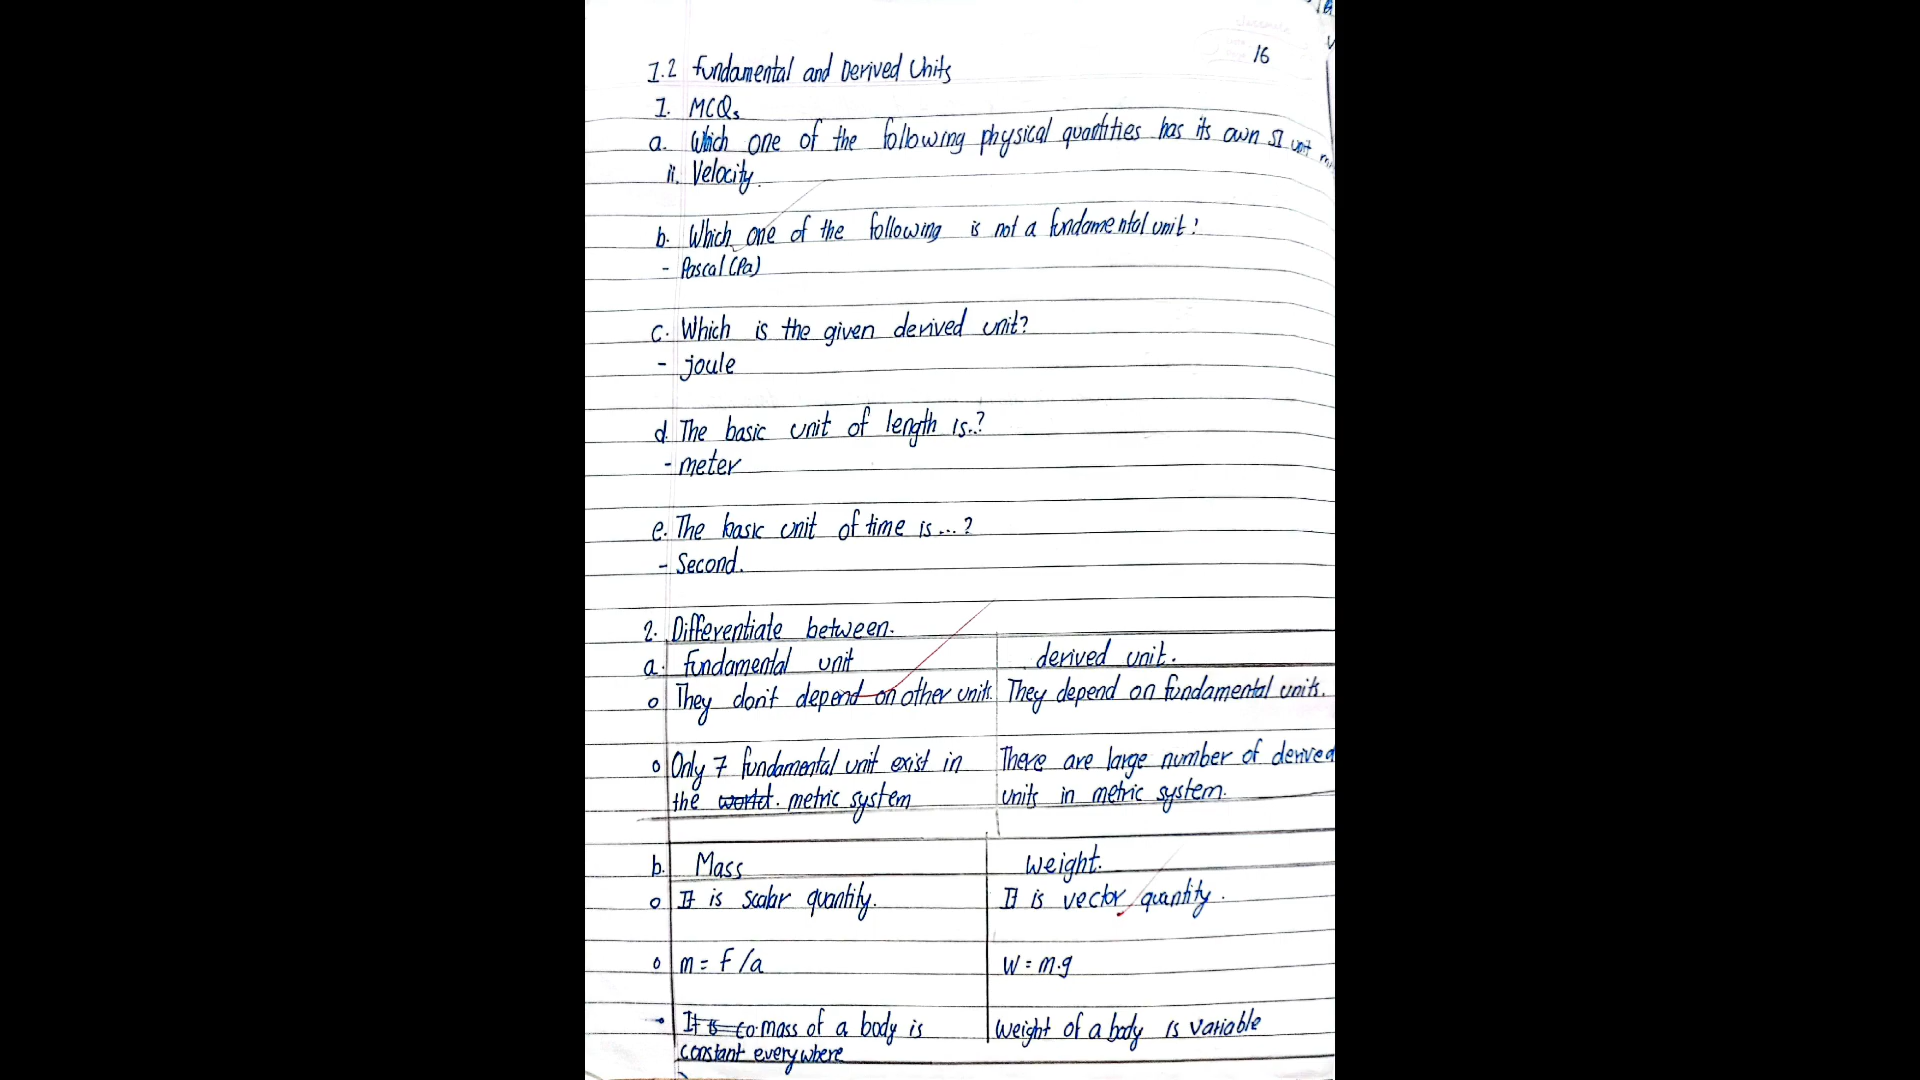 16
1.2 Fundamental and Derived Units
1. MCQs
a. Which one of the following physical quantities has its own SI unit
ii. Velocity.
b. Which one of the following is not a fundamental unit?
- Pascal (Pa)
c. Which is the given derived unit?
- joule
d. The basic unit of length is..?
- meter
e. The basic unit of time is ...?
- Second.
2. Differentiate between.
a. Fundamental unit derived unit.
o They don't depend on other units. They depend on fundamental units.
o Only 7 fundamental unit exist in There are large number of derived
the world. metric system units in metric system.
b. Mass Weight.
o It is scalar quantity. It is vector quantity.
o m = F/a W = m.g
• It is co mass of a body is weight of a body is variable
constant everywhere